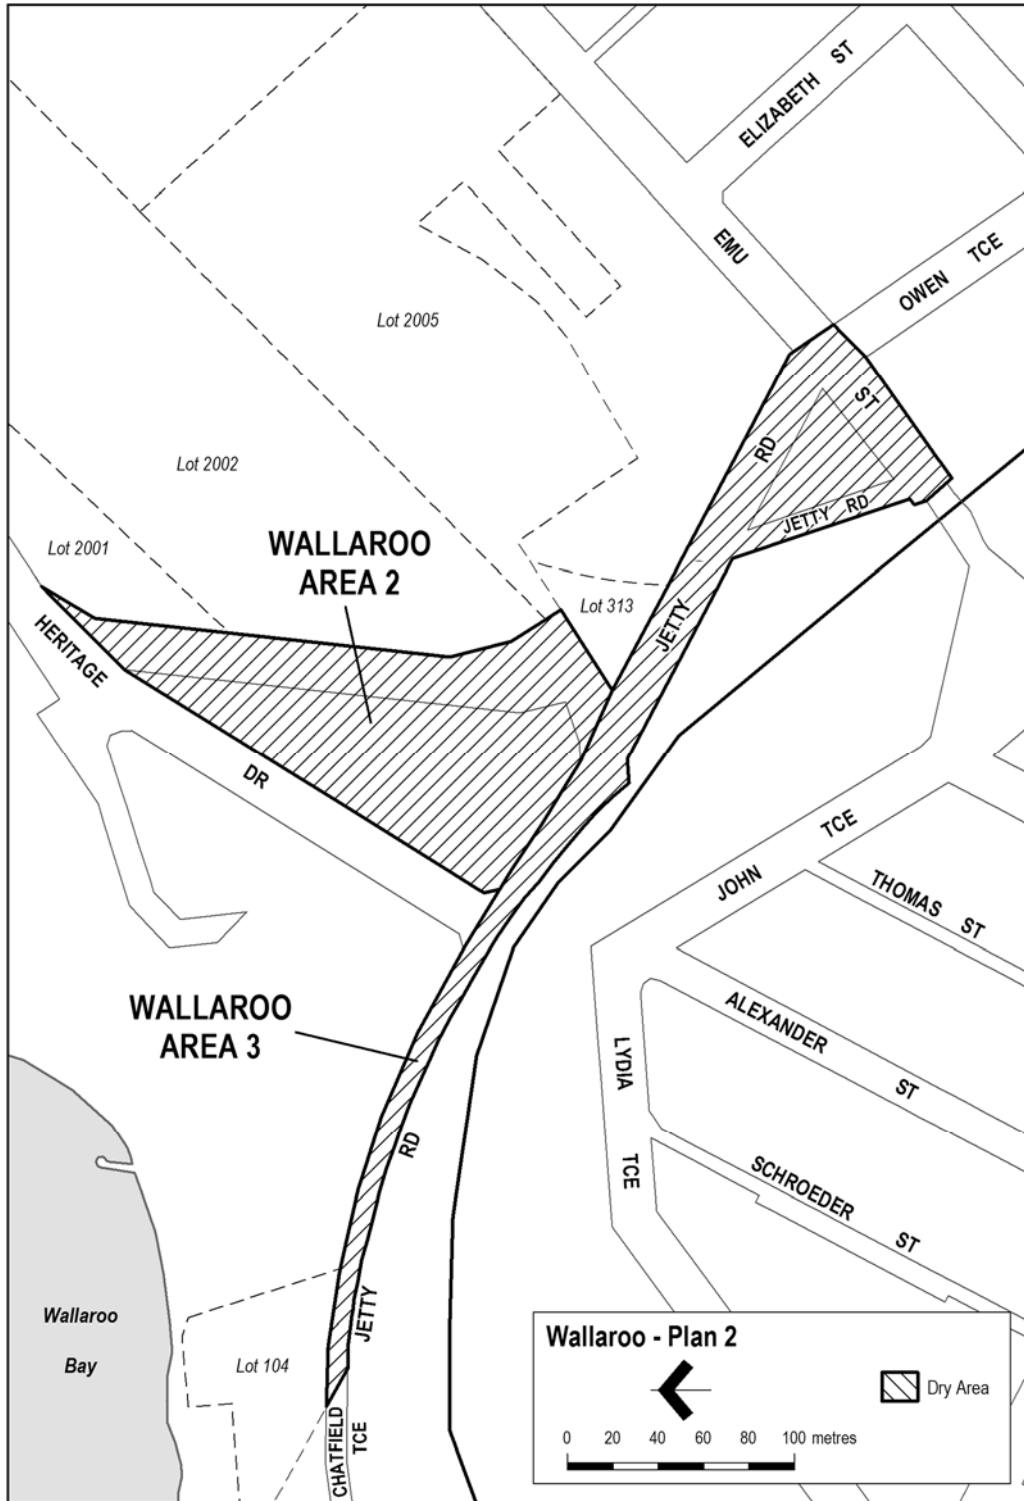 ELIZABETH ST
EMU
OWEN TCE
Lot 2005
ST
RD
Lot 2002
JETTY RD
WALLAROO
AREA 2
Lot 2001
Lot 313
HERITAGE
JETTY
DR
JOHN TCE
THOMAS ST
WALLAROO
AREA 3
ALEXANDER ST
LYDIA TCE
RD
SCHROEDER ST
Wallaroo
Bay
JETTY
Lot 104
CHATFIELD
TCE
Wallaroo - Plan 2
Dry Area
0 20 40 60 80 100 metres